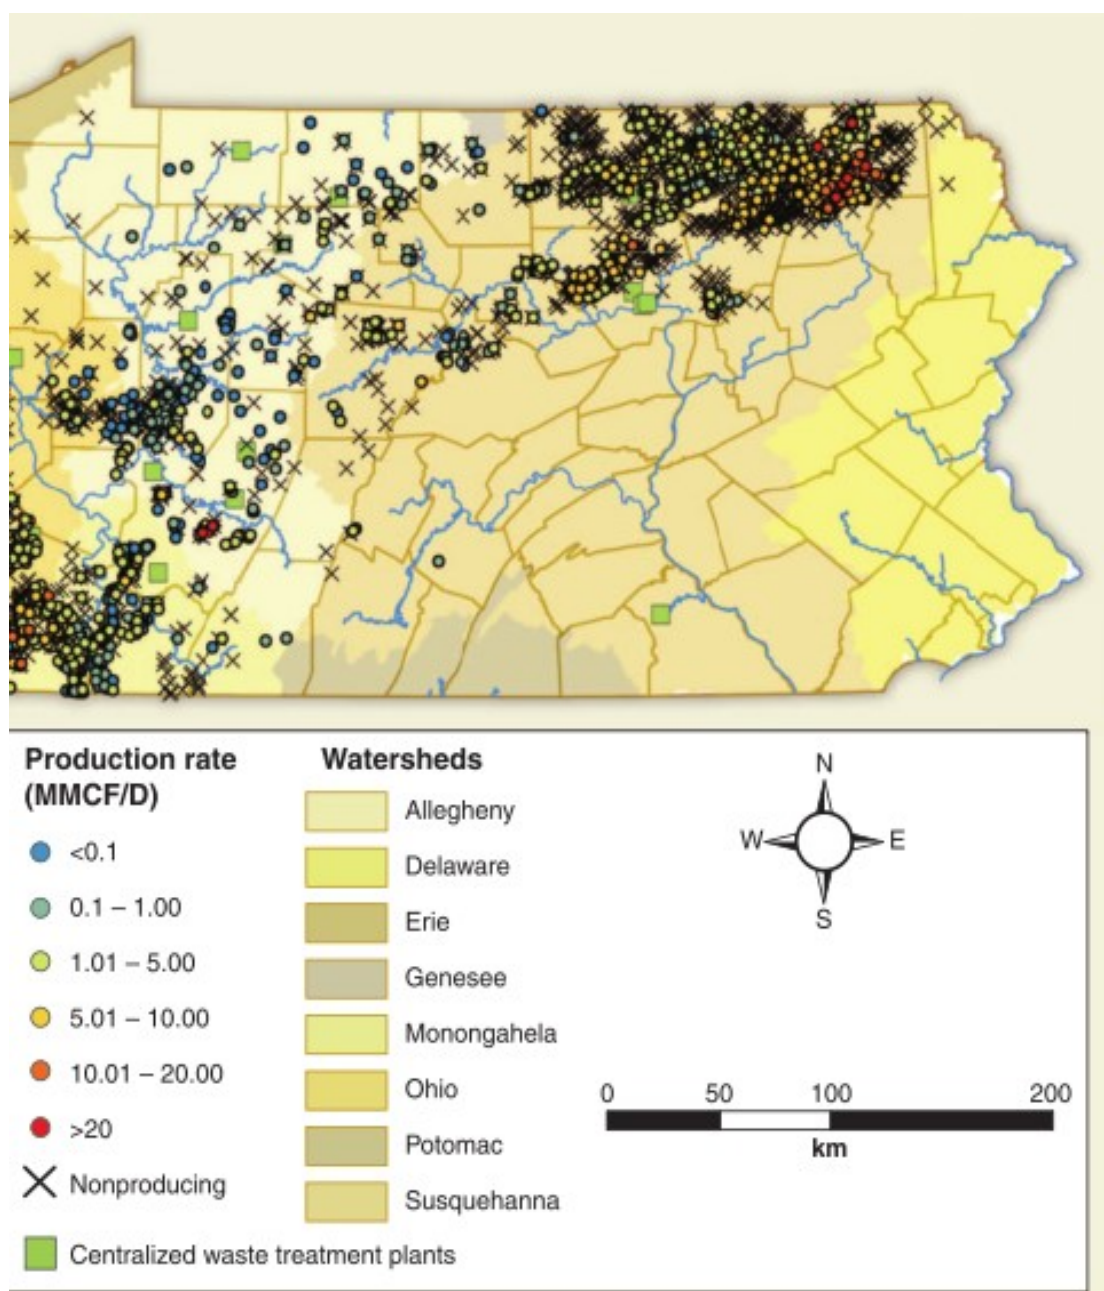 Production rate
(MMCF/D)
<0.1
0.1 – 1.00
1.01 – 5.00
5.01 – 10.00
10.01 – 20.00
>20
Nonproducing
Centralized waste treatment plants
Watersheds
Allegheny
Delaware
Erie
Genesee
Monongahela
Ohio
Potomac
Susquehanna
N
W E
S
0 50 100 200
km